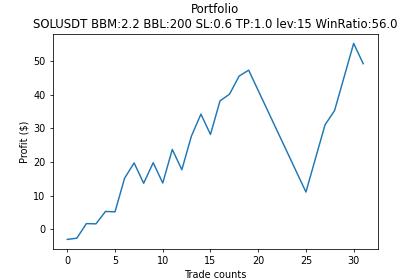 Portfolio
SOLUSDT BBM:2.2 BBL:200 SL:0.6 TP:1.0 lev:15 WinRatio:56.0
Profit ($)
50
40
30
20
10
0
0 5 10 15 20 25 30
Trade counts